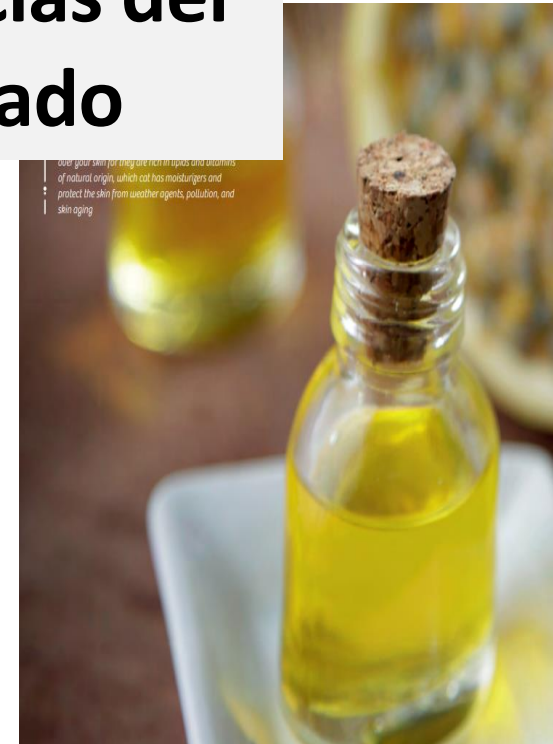 cias del
ado
over your skin for they are rich in lipids and vitamins
of natural origin, which cat has moisturizers and
protect the skin from weather agents, pollution, and
skin aging